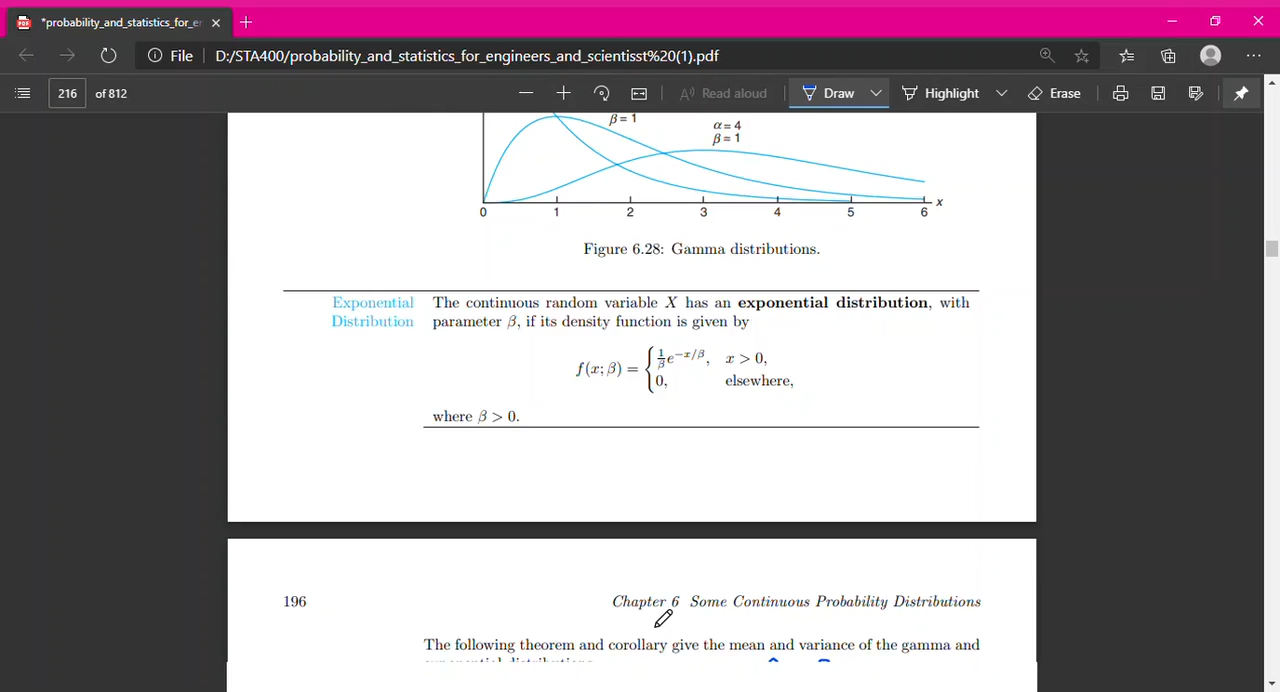 *probability_and_statistics_for_er
File D:/STA400/probability_and_statistics_for_engineers_and_scientisst%20(1).pdf
216 of 812 Read aloud Draw Highlight Erase
β = 1
α = 4
β = 1
0 1 2 3 4 5 6 x
Figure 6.28: Gamma distributions.
Exponential Distribution
The continuous random variable X has an exponential distribution, with
parameter β, if its density function is given by
f(x; β) = { 1/β e^{−x/β}, x > 0,
0, elsewhere,
where β > 0.
196 Chapter 6 Some Continuous Probability Distributions
The following theorem and corollary give the mean and variance of the gamma and